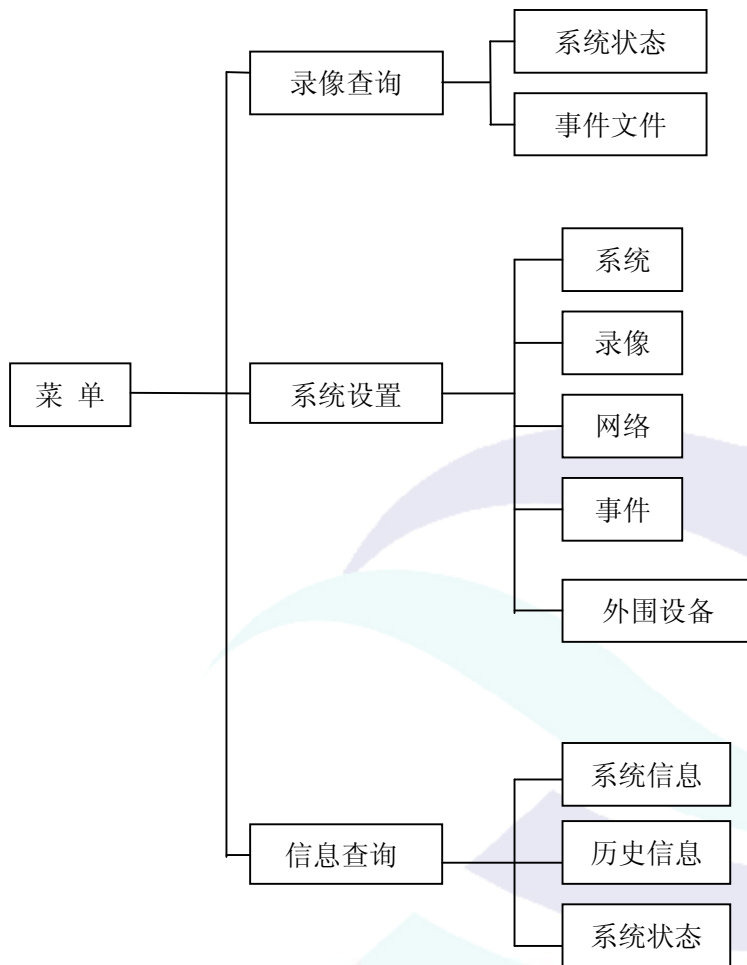 系统状态
录像查询
事件文件
系统
录像
菜 单
系统设置
网络
事件
外围设备
系统信息
信息查询
历史信息
系统状态